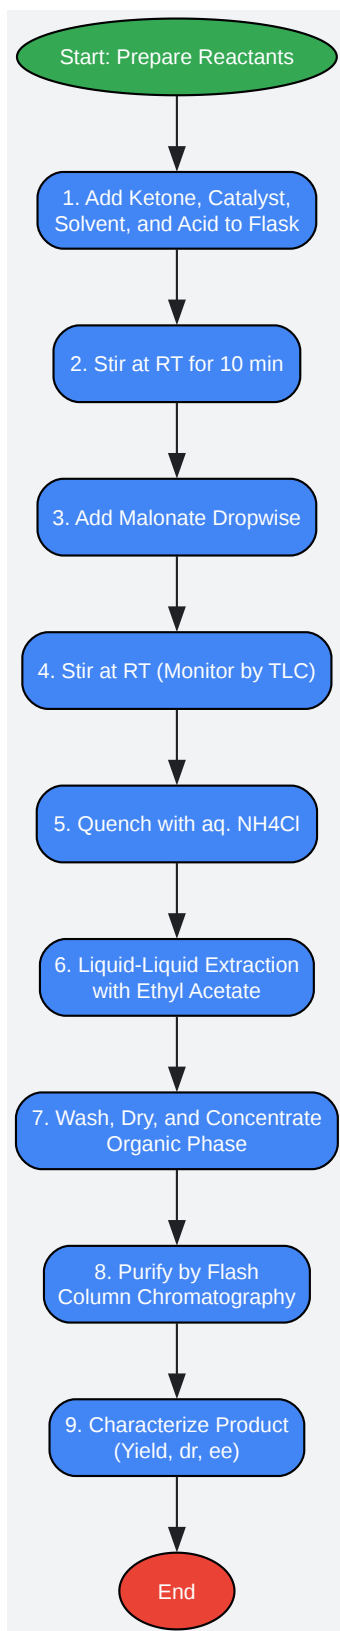 Start: Prepare Reactants
1. Add Ketone, Catalyst,
Solvent, and Acid to Flask
2. Stir at RT for 10 min
3. Add Malonate Dropwise
4. Stir at RT (Monitor by TLC)
5. Quench with aq. NH4Cl
6. Liquid-Liquid Extraction
with Ethyl Acetate
7. Wash, Dry, and Concentrate
Organic Phase
8. Purify by Flash
Column Chromatography
9. Characterize Product
(Yield, dr, ee)
End